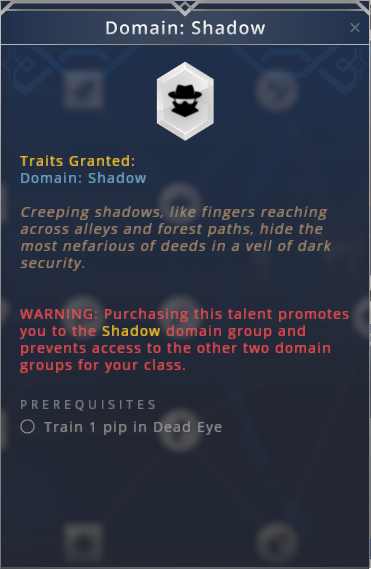 Domain: Shadow
Traits Granted:
Domain: Shadow
Creeping shadows, like fingers reaching
across alleys and forest paths, hide the
most nefarious of deeds in a veil of dark
security.
WARNING: Purchasing this talent promotes
you to the Shadow domain group and
prevents access to the other two domain
groups for your class.
PREREQUISITES
Train 1 pip in Dead Eye